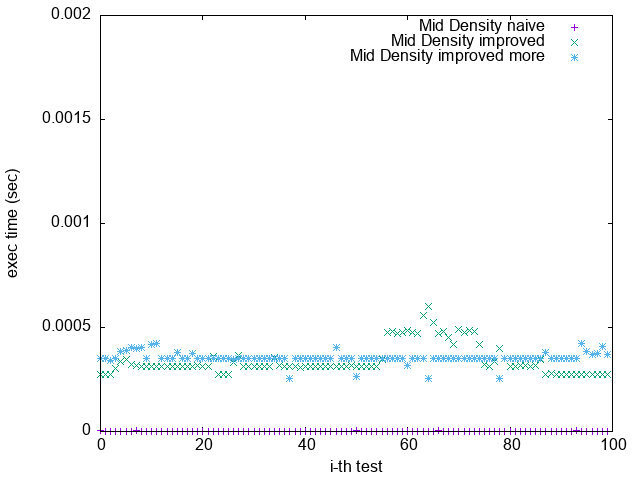 0.002
Mid Density naive
Mid Density improved
Mid Density improved more
0.0015
exec time (sec)
0.001
0.0005
0
0 20 40 60 80 100
i-th test